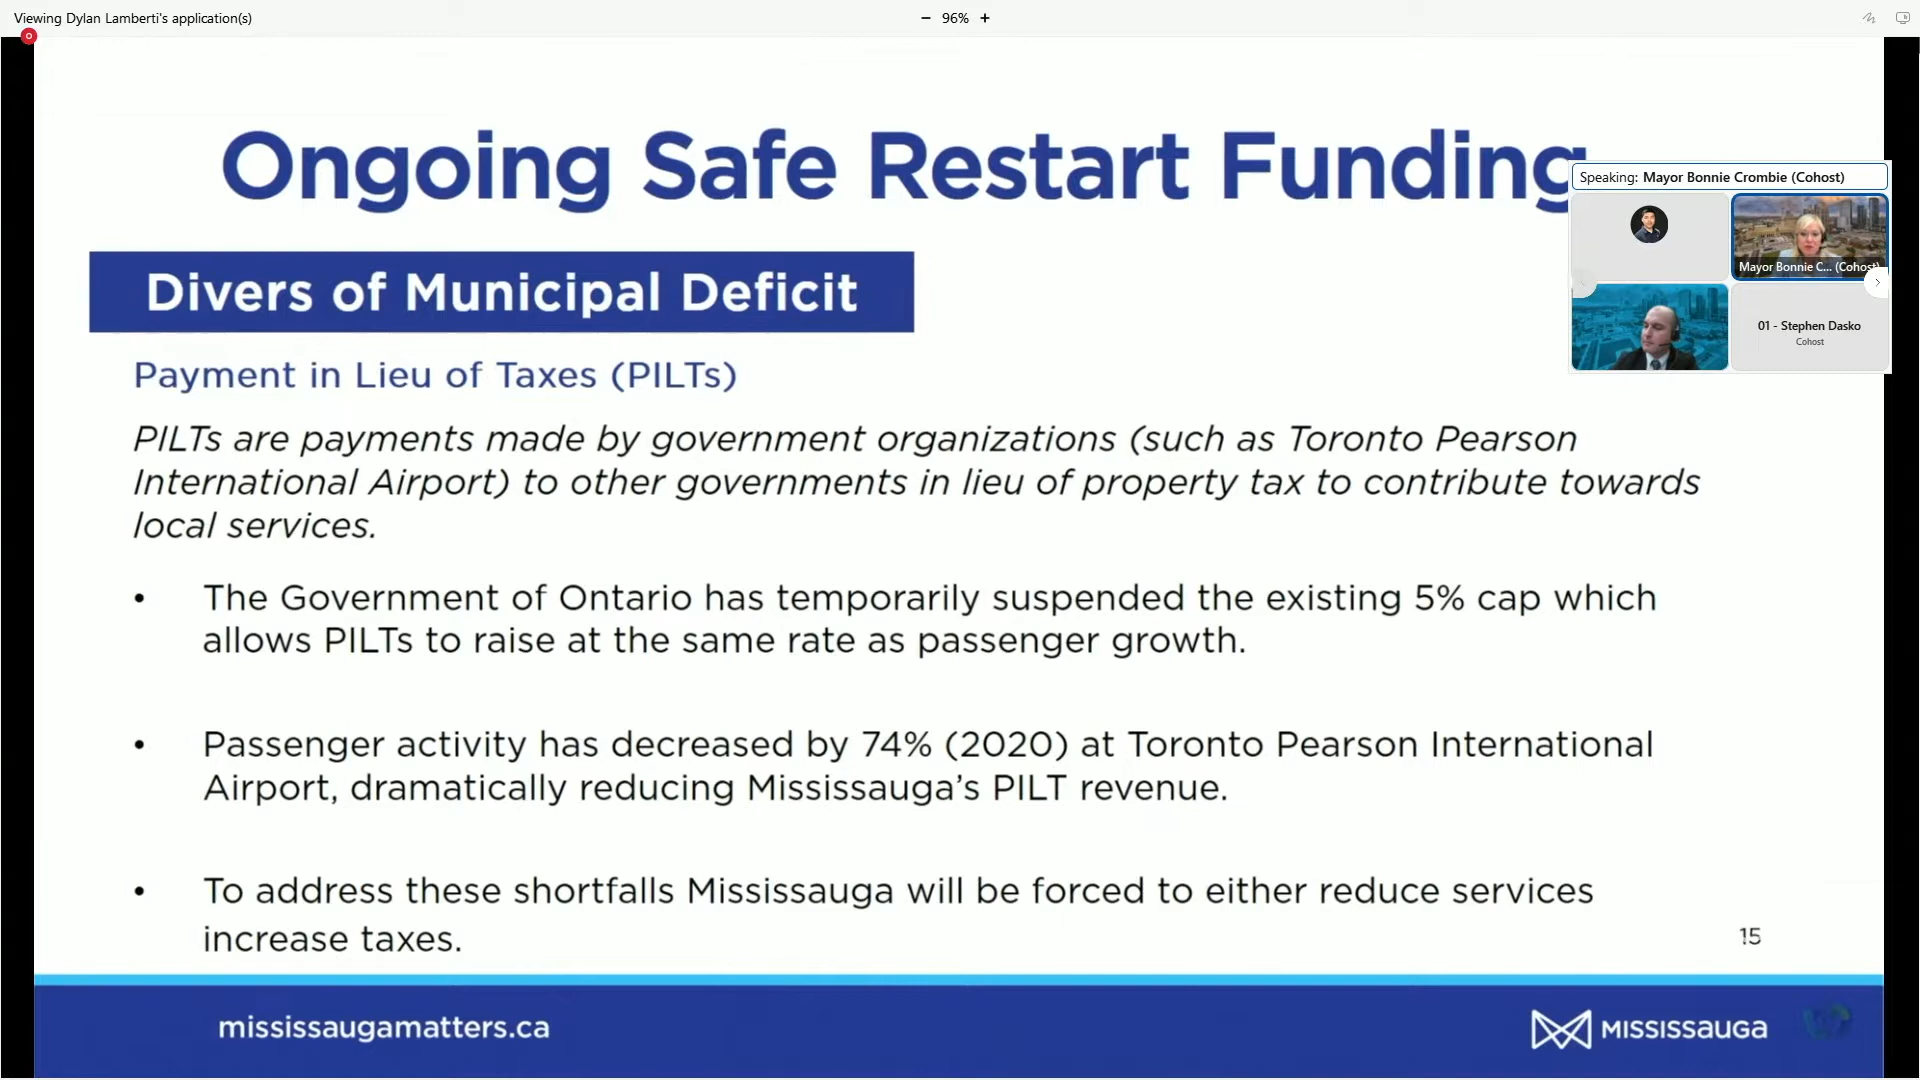 Viewing Dylan Lamberti's application(s)
− 96% +
Ongoing Safe Restart Funding
Speaking: Mayor Bonnie Crombie (Cohost)
Mayor Bonnie C... (Cohost)
01 - Stephen Dasko
Cohost
Divers of Municipal Deficit
Payment in Lieu of Taxes (PILTs)
PILTs are payments made by government organizations (such as Toronto Pearson
International Airport) to other governments in lieu of property tax to contribute towards
local services.
• The Government of Ontario has temporarily suspended the existing 5% cap which
allows PILTs to raise at the same rate as passenger growth.
• Passenger activity has decreased by 74% (2020) at Toronto Pearson International
Airport, dramatically reducing Mississauga’s PILT revenue.
• To address these shortfalls Mississauga will be forced to either reduce services
increase taxes.
15
mississaugamatters.ca
MISSISSAUGA